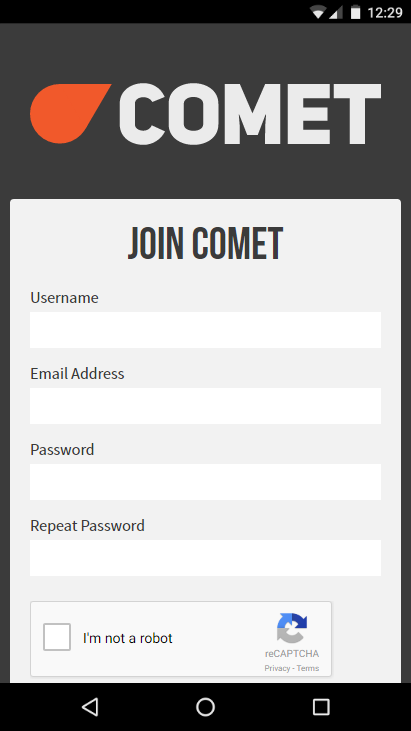 12:29
COMET
JOIN COMET
Username
Email Address
Password
Repeat Password
I'm not a robot
reCAPTCHA
Privacy - Terms